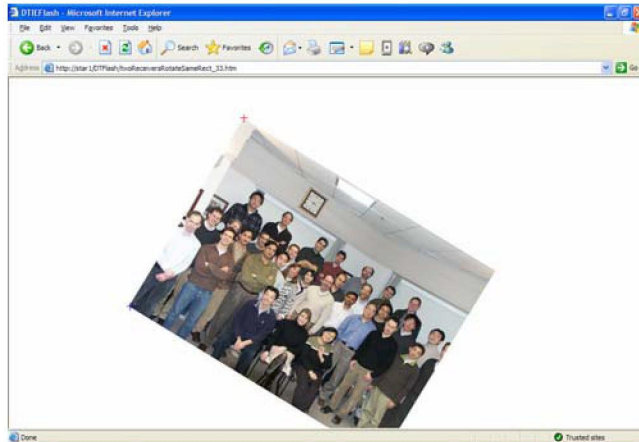 DTIEFlash - Microsoft Internet Explorer
File Edit View Favorites Tools Help
Back Search Favorites
Address http://star1/DTFlash/twoReceiversRotateSameRect_33.htm Go
Done Trusted sites